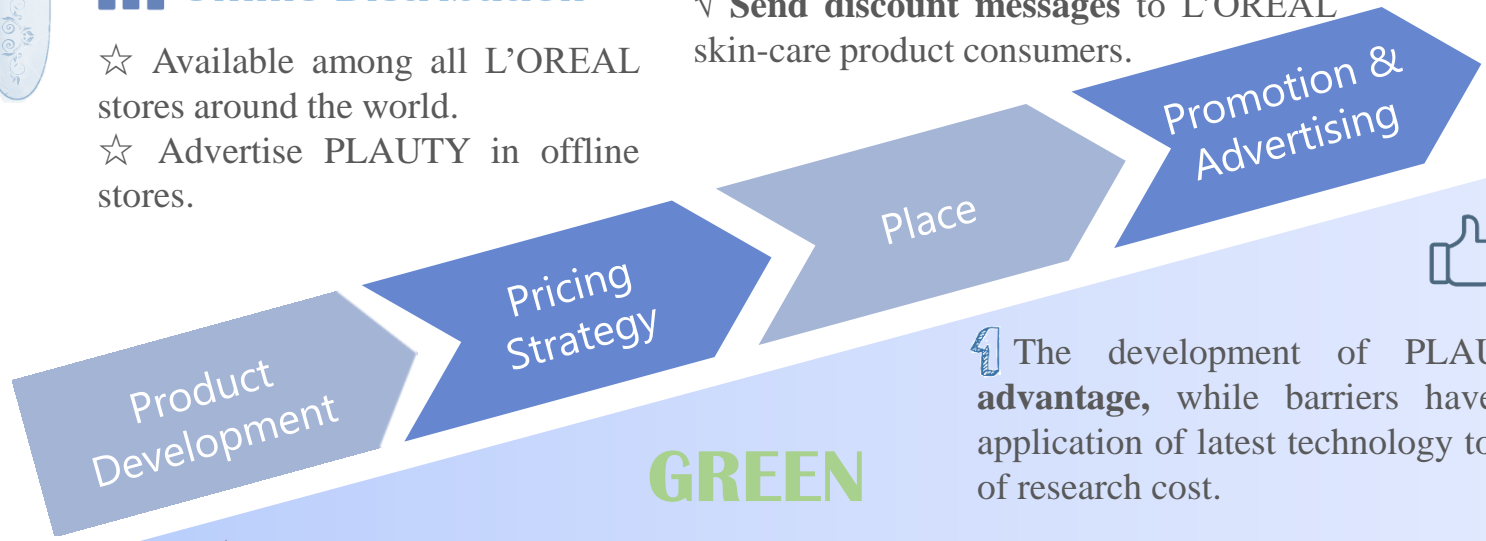 Distribution
☆ Available among all L’OREAL
stores around the world.
☆ Advertise PLAUTY in offline
stores.
√ Send discount messages to L’OREAL
skin-care product consumers.
Product
Development
Pricing
Strategy
Place
Promotion &
Advertising
GREEN
1 The development of PLAU
advantage, while barriers have
application of latest technology to
of research cost.